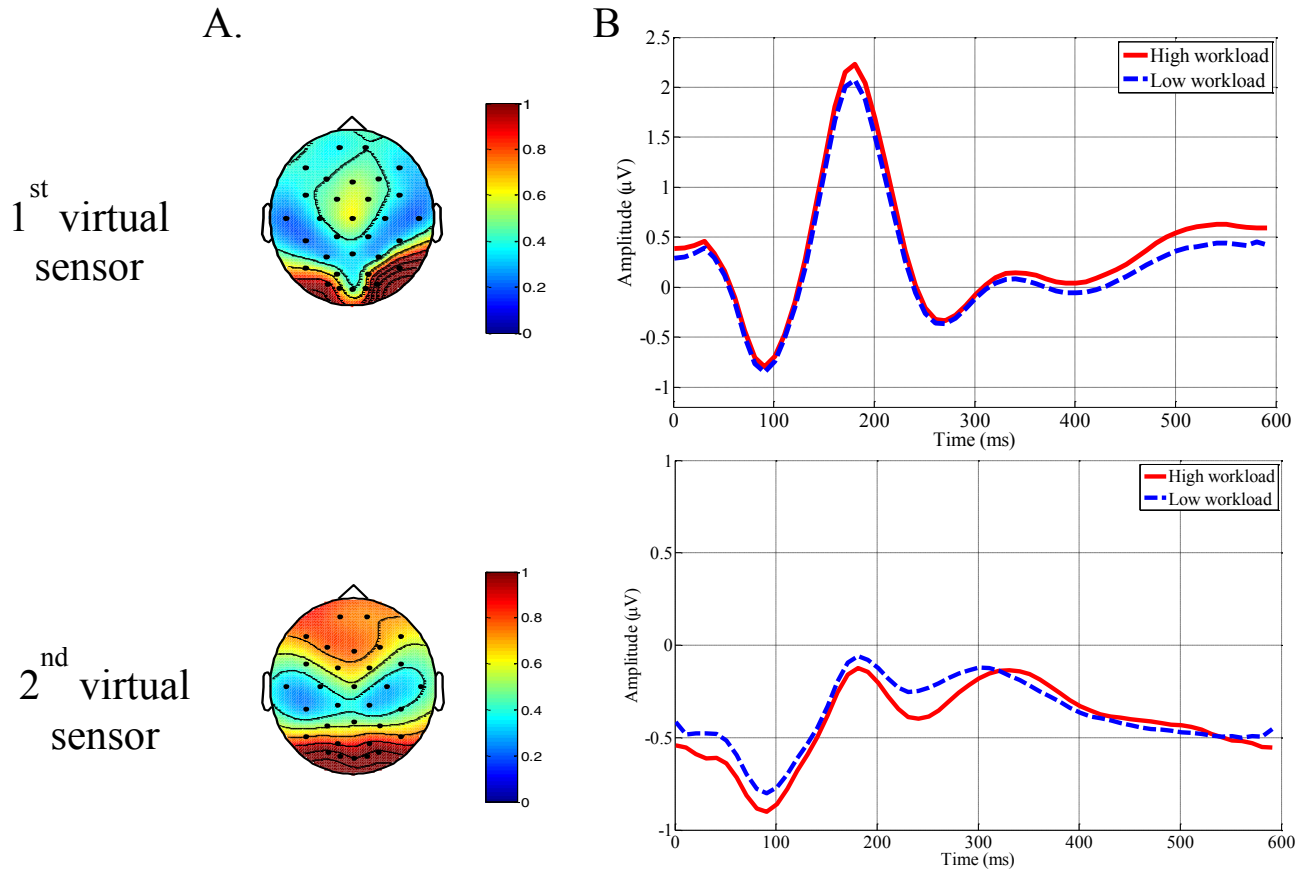 A.
B
1st virtual
sensor
1
0.8
0.6
0.4
0.2
0
2.5
2
1.5
1
0.5
0
-0.5
-1
Amplitude (µV)
High workload
Low workload
0
100
200
300
400
500
600
Time (ms)
2nd virtual
sensor
1
0.8
0.6
0.4
0.2
0
1
0.5
0
-0.5
-1
Amplitude (µV)
High workload
Low workload
0
100
200
300
400
500
600
Time (ms)